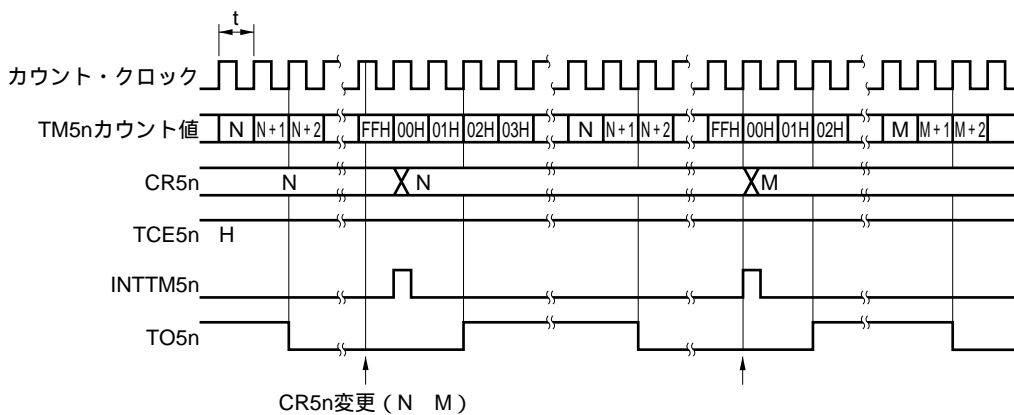 t
カウント・クロック
TM5nカウント値 N N+1 N+2 FFH 00H 01H 02H 03H N N+1 N+2 FFH 00H 01H 02H M M+1 M+2
CR5n N N M
TCE5n H
INTTM5n
TO5n
CR5n変更(N M)